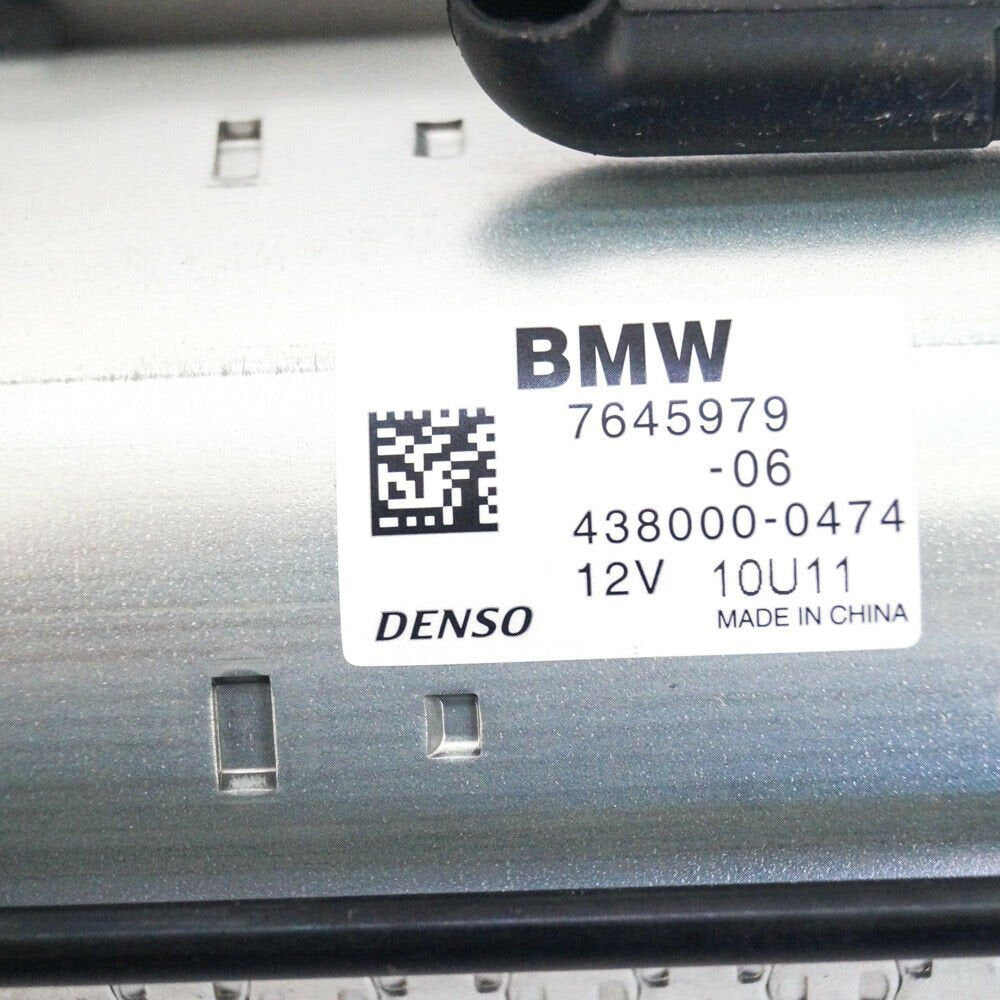 BMW
7645979
-06
438000-0474
12V 10U11
DENSO MADE IN CHINA